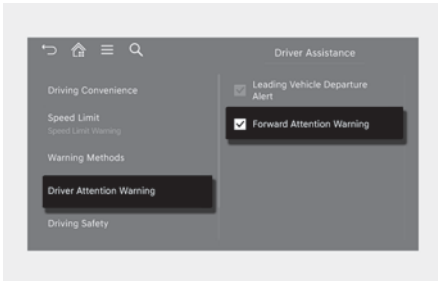 Driver Assistance
Driving Convenience
Speed Limit
Speed Limit Warning
Warning Methods
Driver Attention Warning
Driving Safety
Leading Vehicle Departure
Alert
Forward Attention Warning